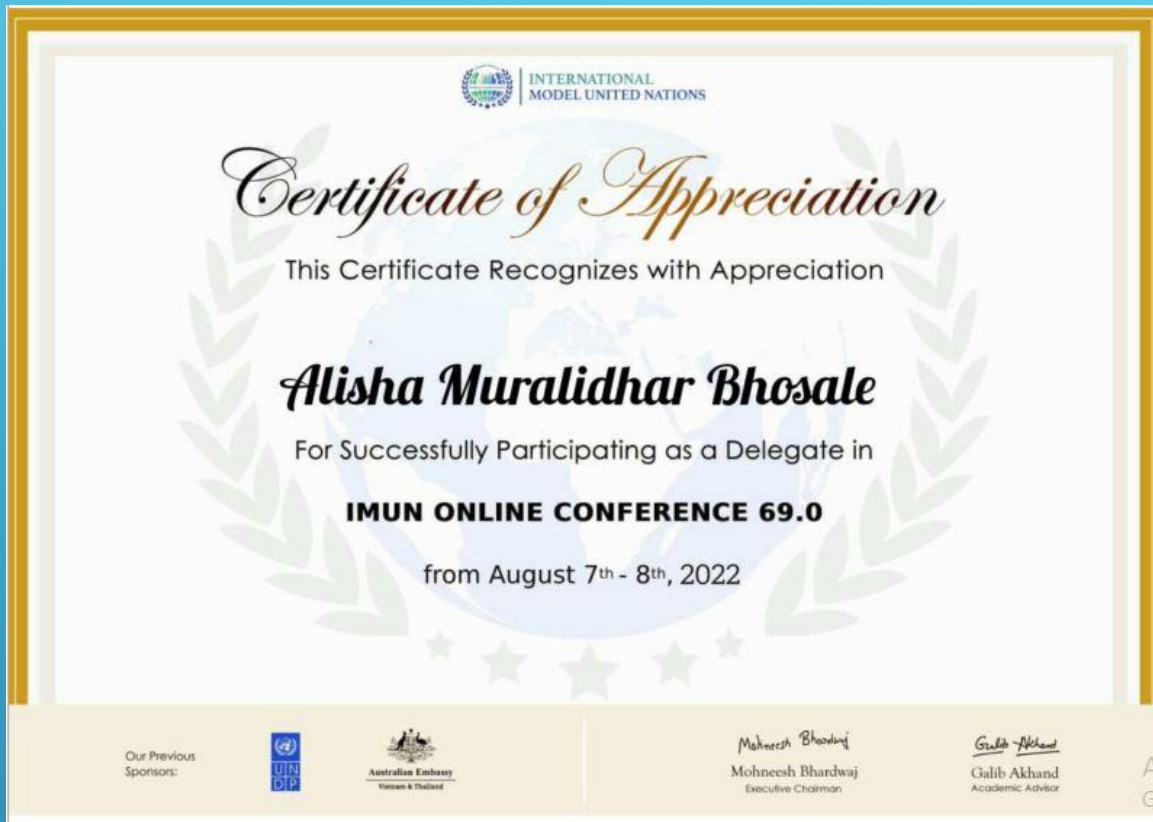 INTERNATIONAL
MODEL UNITED NATIONS
Certificate of Appreciation
This Certificate Recognizes with Appreciation
Alisha Muralidhar Bhosale
For Successfully Participating as a Delegate in
IMUN ONLINE CONFERENCE 69.0
from August 7th - 8th, 2022
Our Previous
Sponsors:
UN
DP
Australian Embassy
Vietnam & Thailand
Mohneesh Bhardwaj
Mohneesh Bhardwaj
Executive Chairman
Galib Akhand
Galib Akhand
Academic Advisor